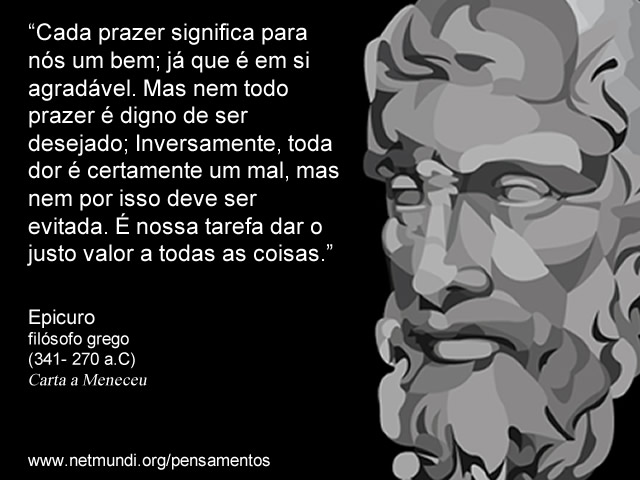 “Cada prazer significa para
nós um bem; já que é em si
agradável. Mas nem todo
prazer é digno de ser
desejado; Inversamente, toda
dor é certamente um mal, mas
nem por isso deve ser
evitada. É nossa tarefa dar o
justo valor a todas as coisas.”
Epicuro
filósofo grego
(341- 270 a.C)
Carta a Meneceu
www.netmundi.org/pensamentos